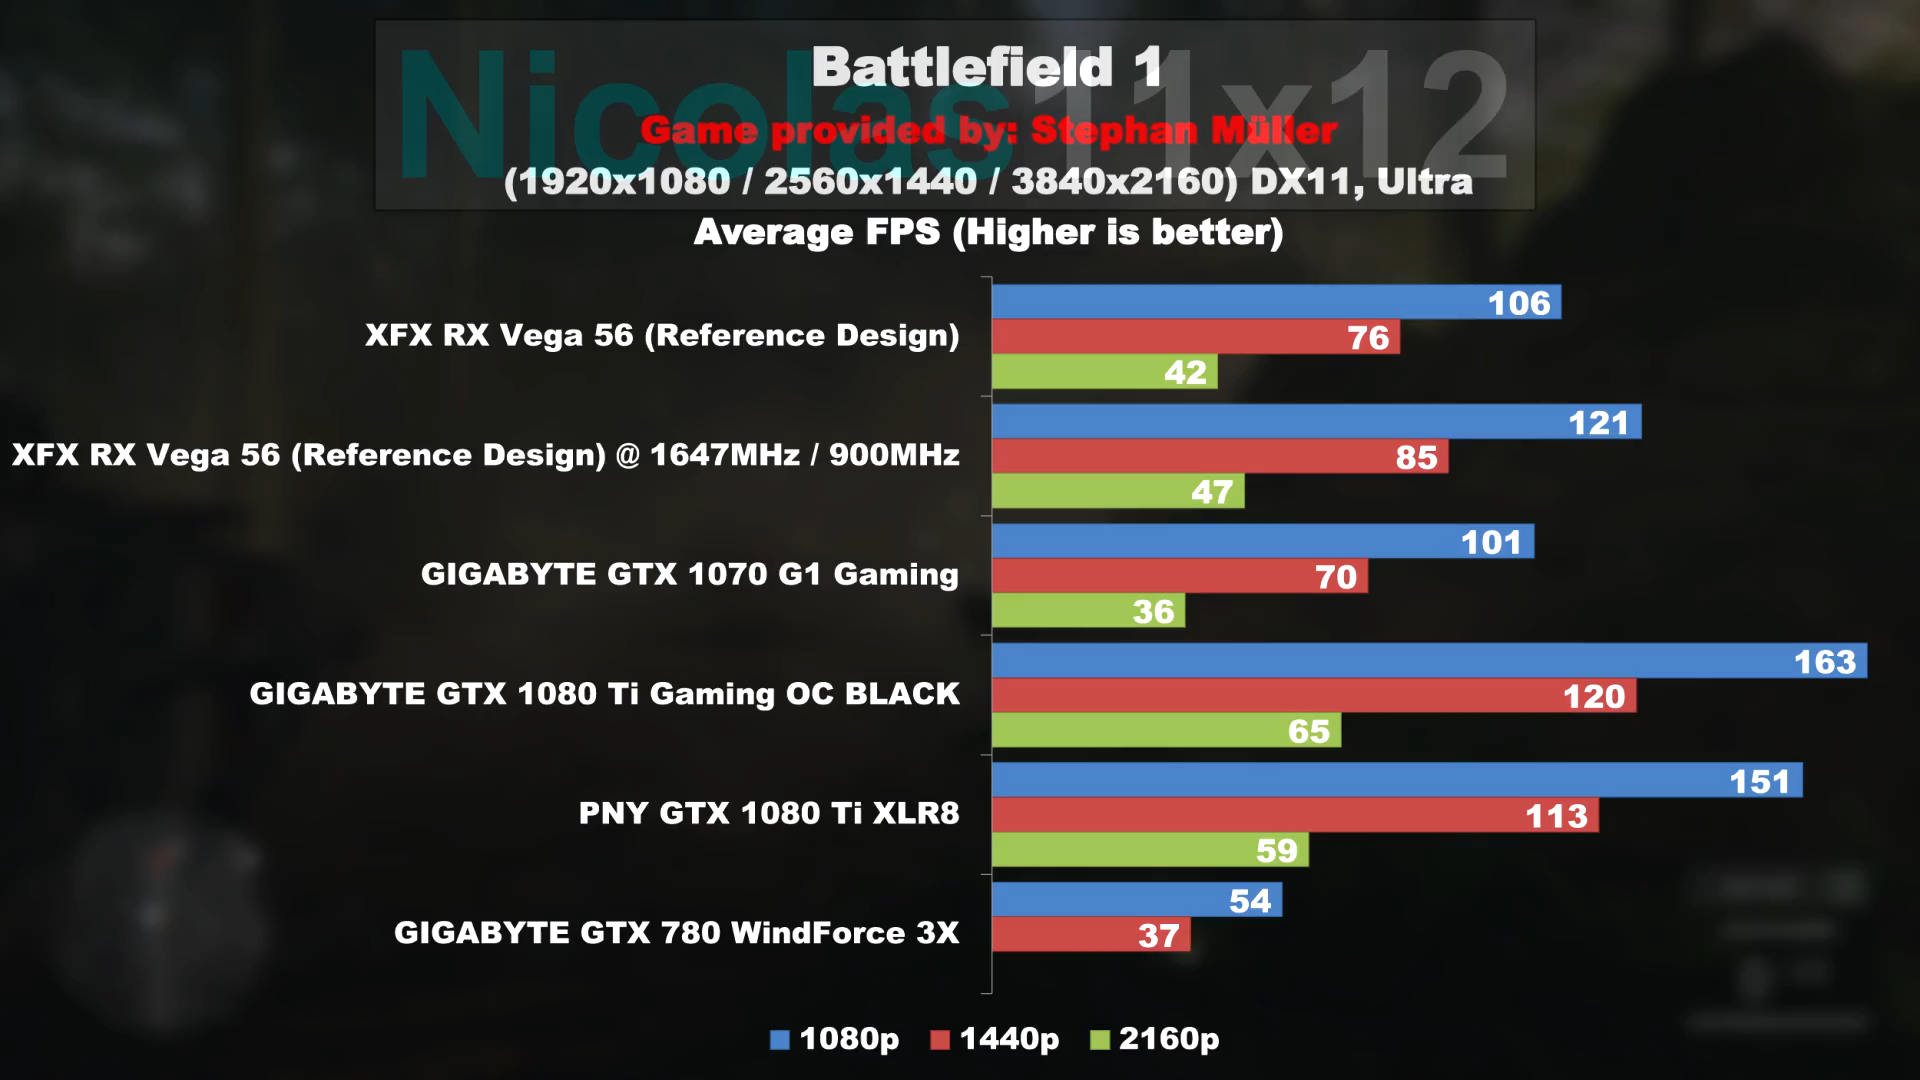 Nicolas11x12
Battlefield 1
Game provided by: Stephan Müller
(1920x1080 / 2560x1440 / 3840x2160) DX11, Ultra
Average FPS (Higher is better)
XFX RX Vega 56 (Reference Design)
106
76
42
XFX RX Vega 56 (Reference Design) @ 1647MHz / 900MHz
121
85
47
GIGABYTE GTX 1070 G1 Gaming
101
70
36
GIGABYTE GTX 1080 Ti Gaming OC BLACK
163
120
65
PNY GTX 1080 Ti XLR8
151
113
59
GIGABYTE GTX 780 WindForce 3X
54
37
1080p 1440p 2160p